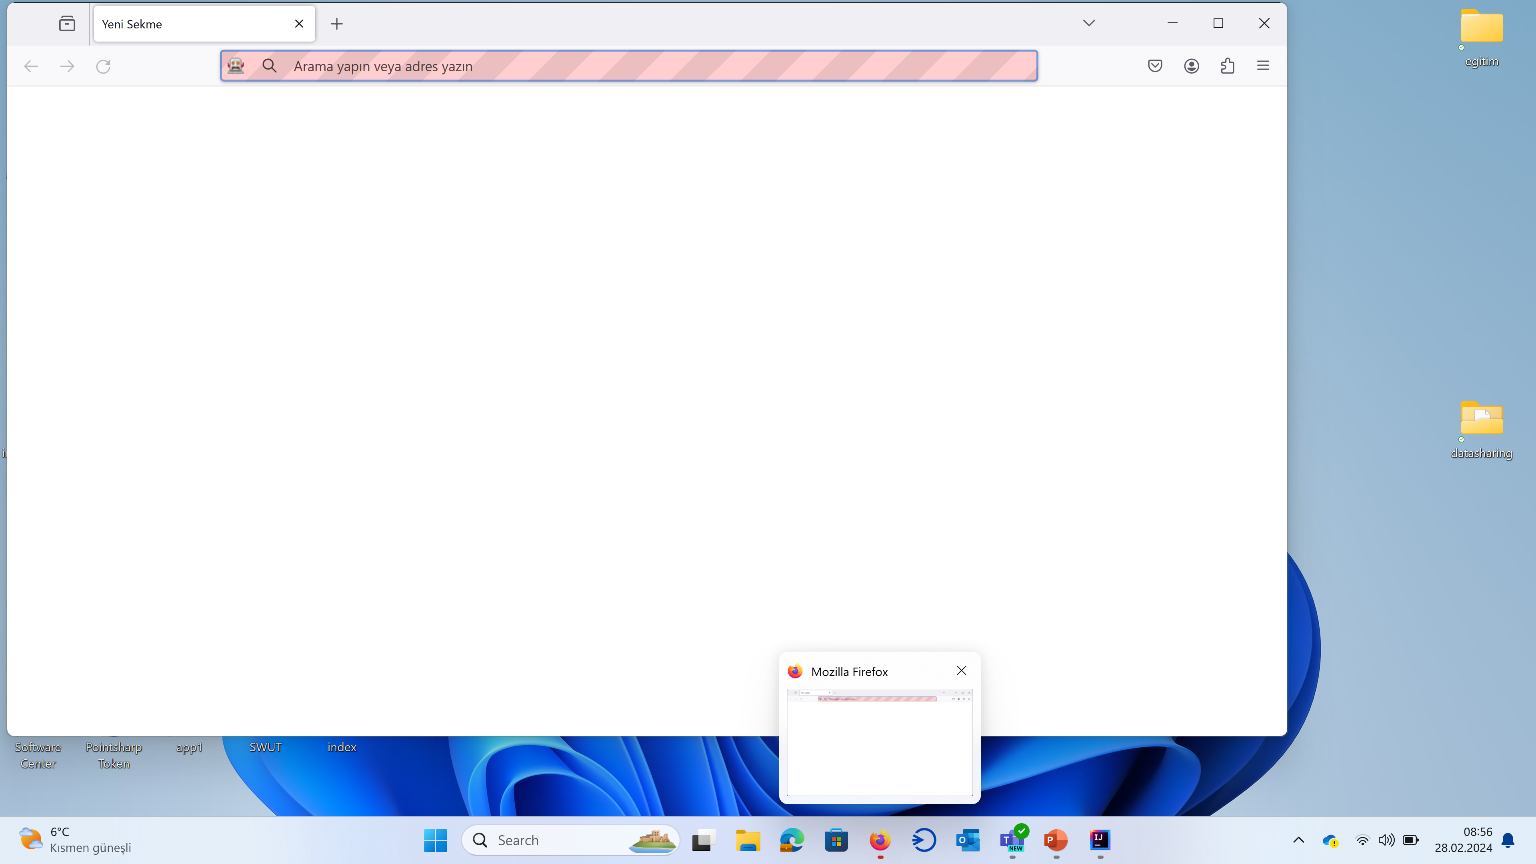 Yeni Sekme
Arama yapın veya adres yazın
egitim
datasharing
Mozilla Firefox
Software Center
Pointsharp Token
app1
SWUT
index
6°C
Kısmen güneşli
Search
NEW
08:56
28.02.2024